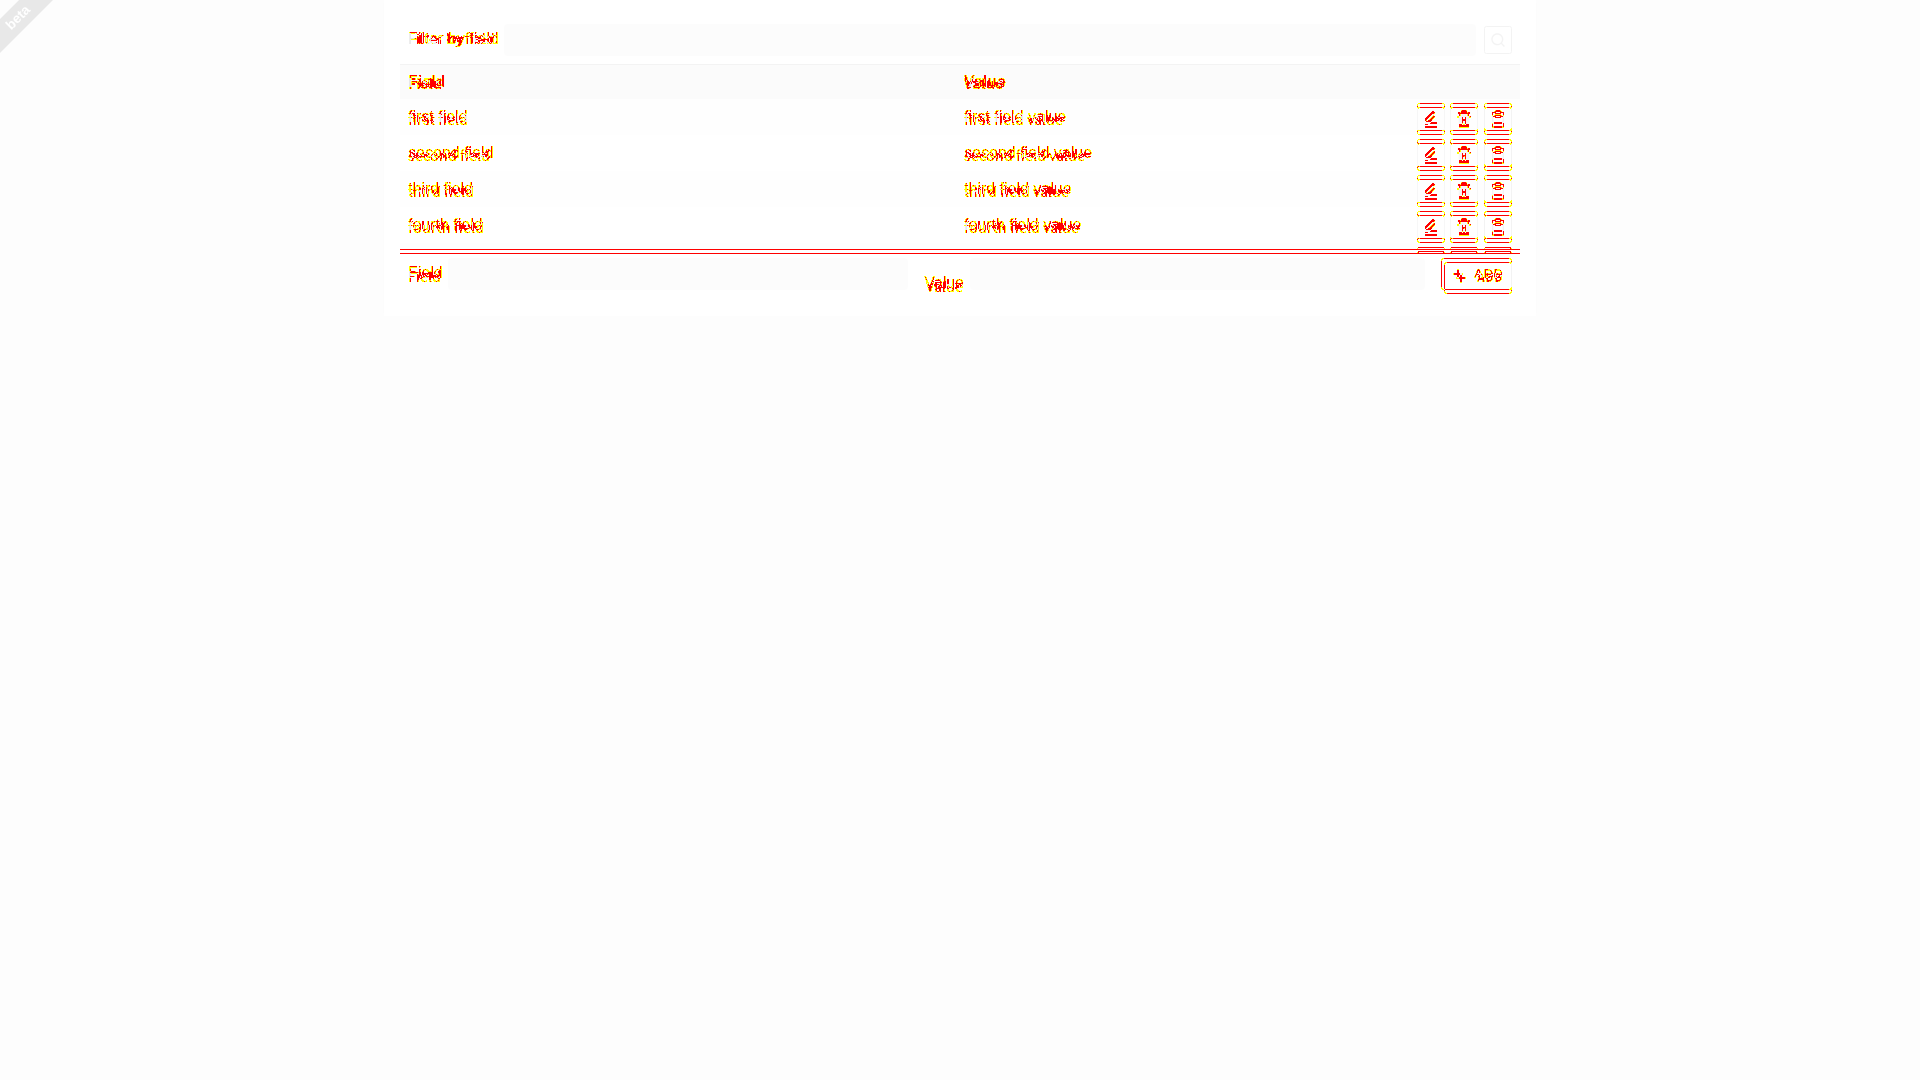 beta
Filter by field
Field Value
first field first field value
second field second field value
third field third field value
fourth field fourth field value
Field Value ADD